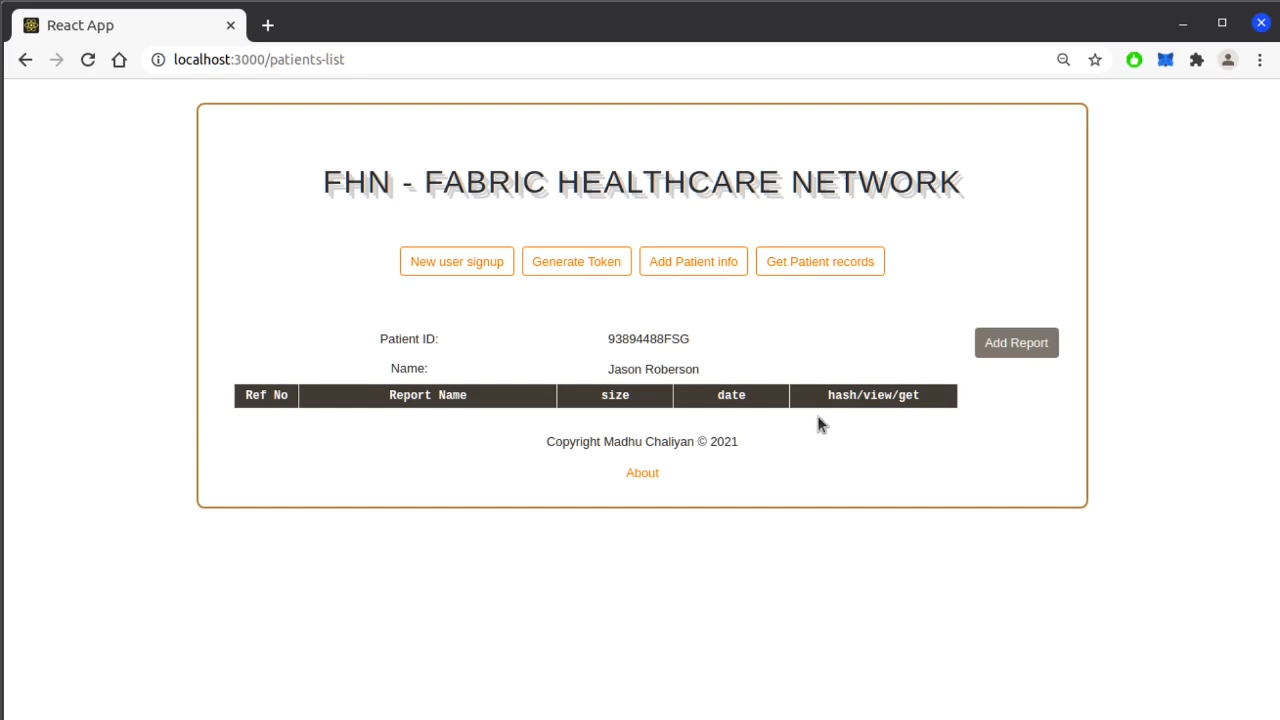 React App
localhost:3000/patients-list
FHN - FABRIC HEALTHCARE NETWORK
New user signup Generate Token Add Patient info Get Patient records
Patient ID: 93894488FSG Add Report
Name: Jason Roberson
Ref No Report Name size date hash/view/get
Copyright Madhu Chaliyan © 2021
About